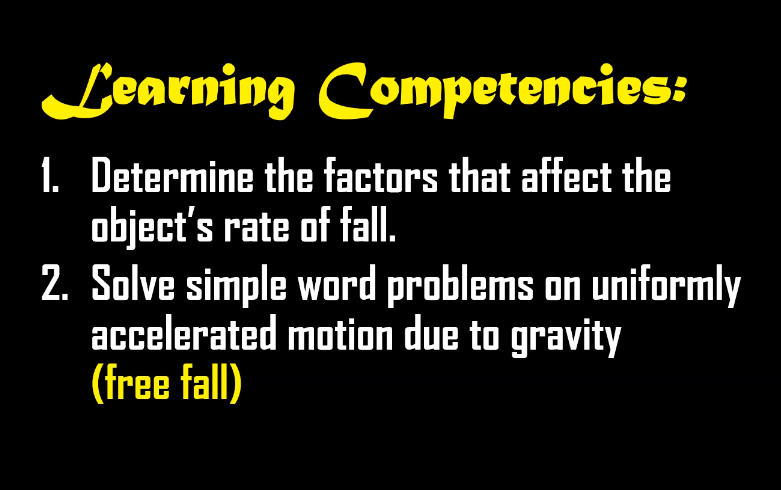 Learning Competencies:
1. Determine the factors that affect the
object's rate of fall.
2. Solve simple word problems on uniformly
accelerated motion due to gravity
(free fall)